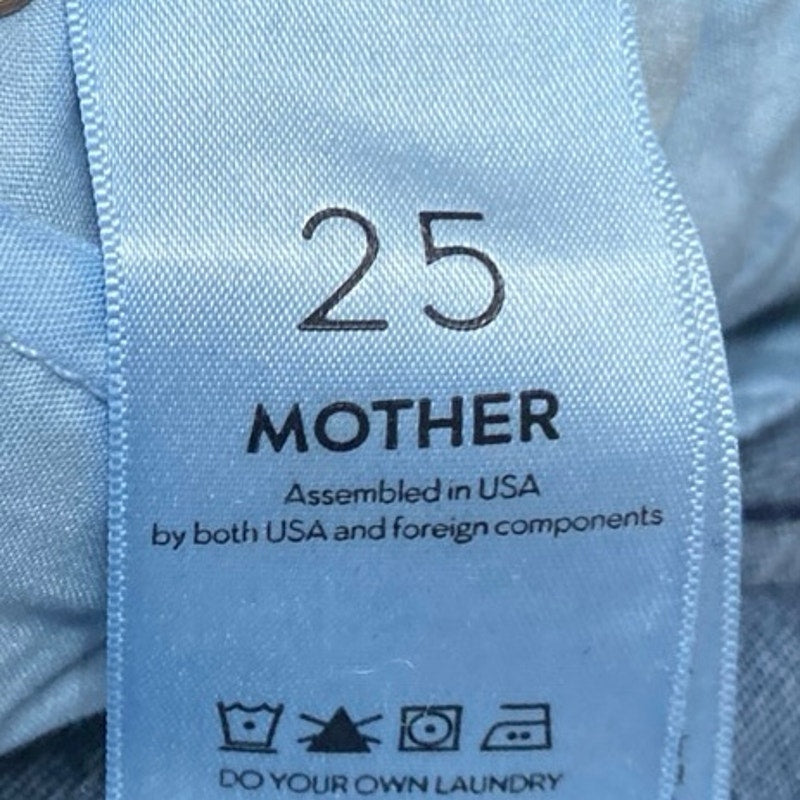 25
MOTHER
Assembled in USA
by both USA and foreign components
DO YOUR OWN LAUNDRY